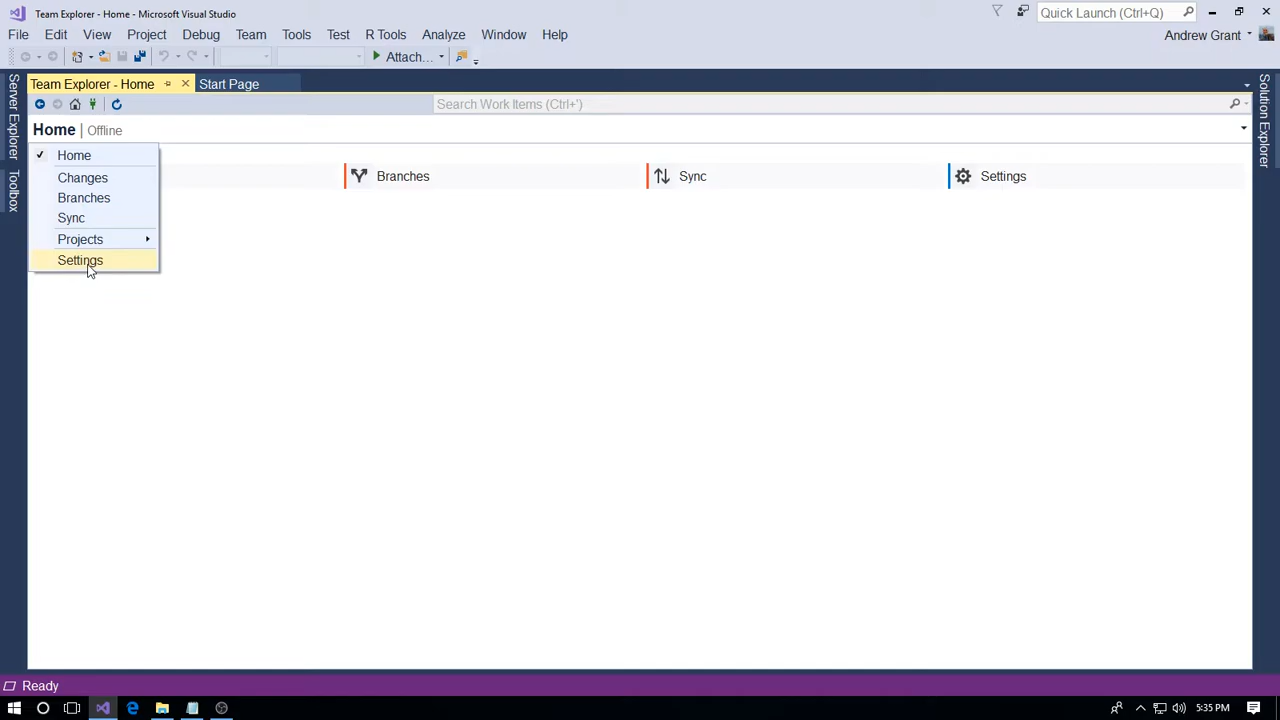 Team Explorer - Home - Microsoft Visual Studio
Quick Launch (Ctrl+Q)
File Edit View Project Debug Team Tools Test R Tools Analyze Window Help
Andrew Grant
Attach...
Server Explorer
Toolbox
Team Explorer - Home
Start Page
Solution Explorer
Search Work Items (Ctrl+')
Home | Offline
Home
Changes
Branches
Sync
Projects
Settings
Branches
Sync
Settings
Ready
5:35 PM